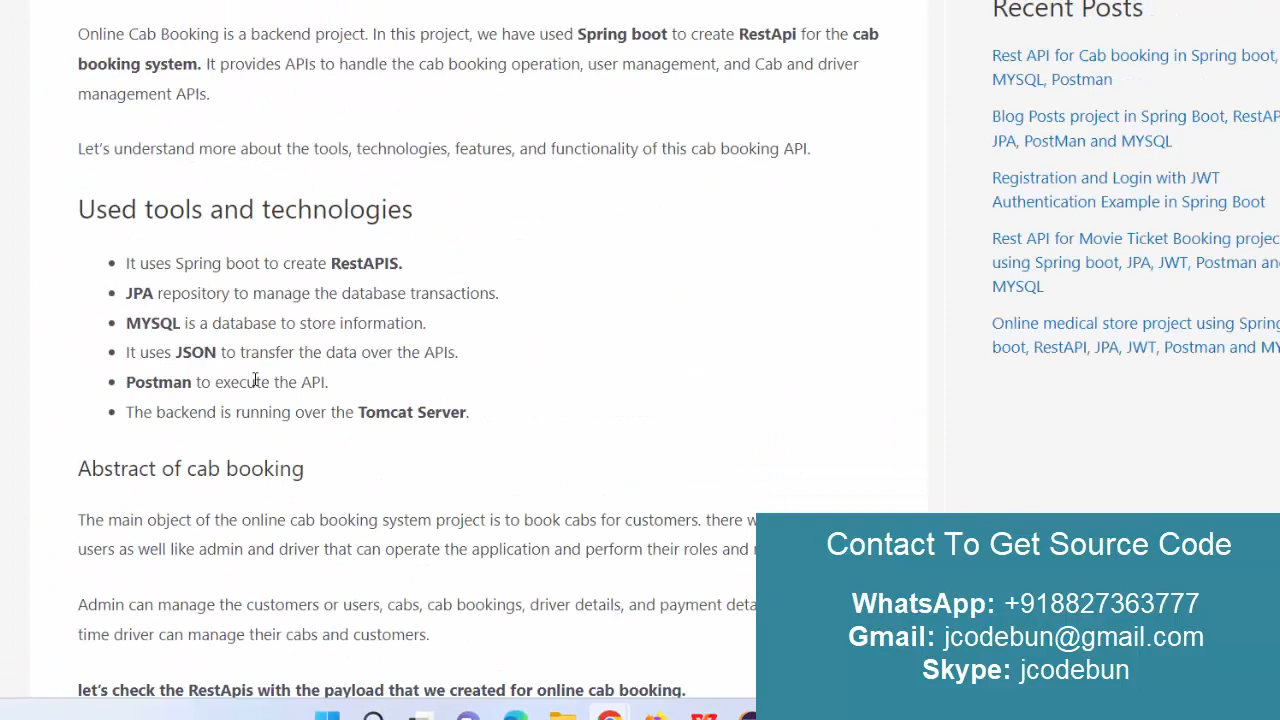 Online Cab Booking is a backend project. In this project, we have used Spring boot to create RestApi for the cab
booking system. It provides APIs to handle the cab booking operation, user management, and Cab and driver
management APIs.
Let's understand more about the tools, technologies, features, and functionality of this cab booking API.
Used tools and technologies
It uses Spring boot to create RestAPIS.
JPA repository to manage the database transactions.
MYSQL is a database to store information.
It uses JSON to transfer the data over the APIs.
Postman to execute the API.
The backend is running over the Tomcat Server.
Abstract of cab booking
The main object of the online cab booking system project is to book cabs for customers. there
users as well like admin and driver that can operate the application and perform their roles and
Admin can manage the customers or users, cabs, cab bookings, driver details, and payment
time driver can manage their cabs and customers.
let's check the RestApis with the payload that we created for online cab booking.
Recent Posts
Rest API for Cab booking in Spring boot,
MYSQL, Postman
Blog Posts project in Spring Boot,
JPA, PostMan and MYSQL
Registration and Login with JWT
Authentication Example in Spring Boot
Rest API for Movie Ticket Booking
using Spring boot, JPA, JWT, Postman
MYSQL
Online medical store project using
boot, RestAPI, JPA, JWT, Postman and
Contact To Get Source Code
WhatsApp: +918827363777
Gmail: jcodebun@gmail.com
Skype: jcodebun